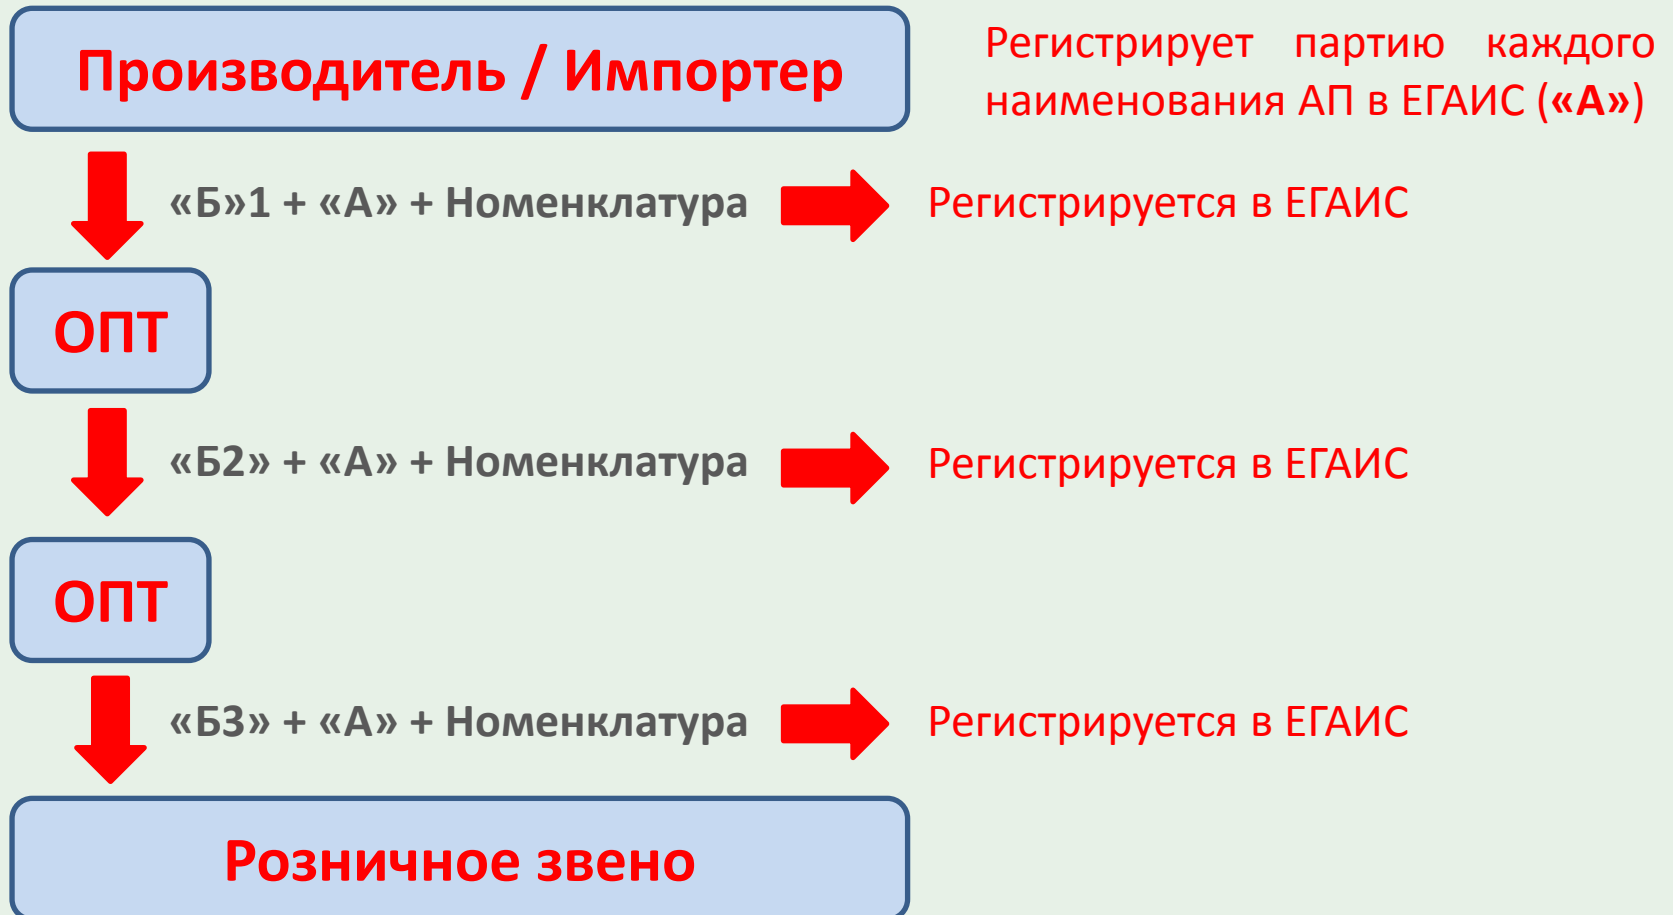 Производитель / Импортер
Регистрирует партию каждого
наименования АП в ЕГАИС («А»)
«Б»1 + «А» + Номенклатура
Регистрируется в ЕГАИС
ОПТ
«Б2» + «А» + Номенклатура
Регистрируется в ЕГАИС
ОПТ
«Б3» + «А» + Номенклатура
Регистрируется в ЕГАИС
Розничное звено